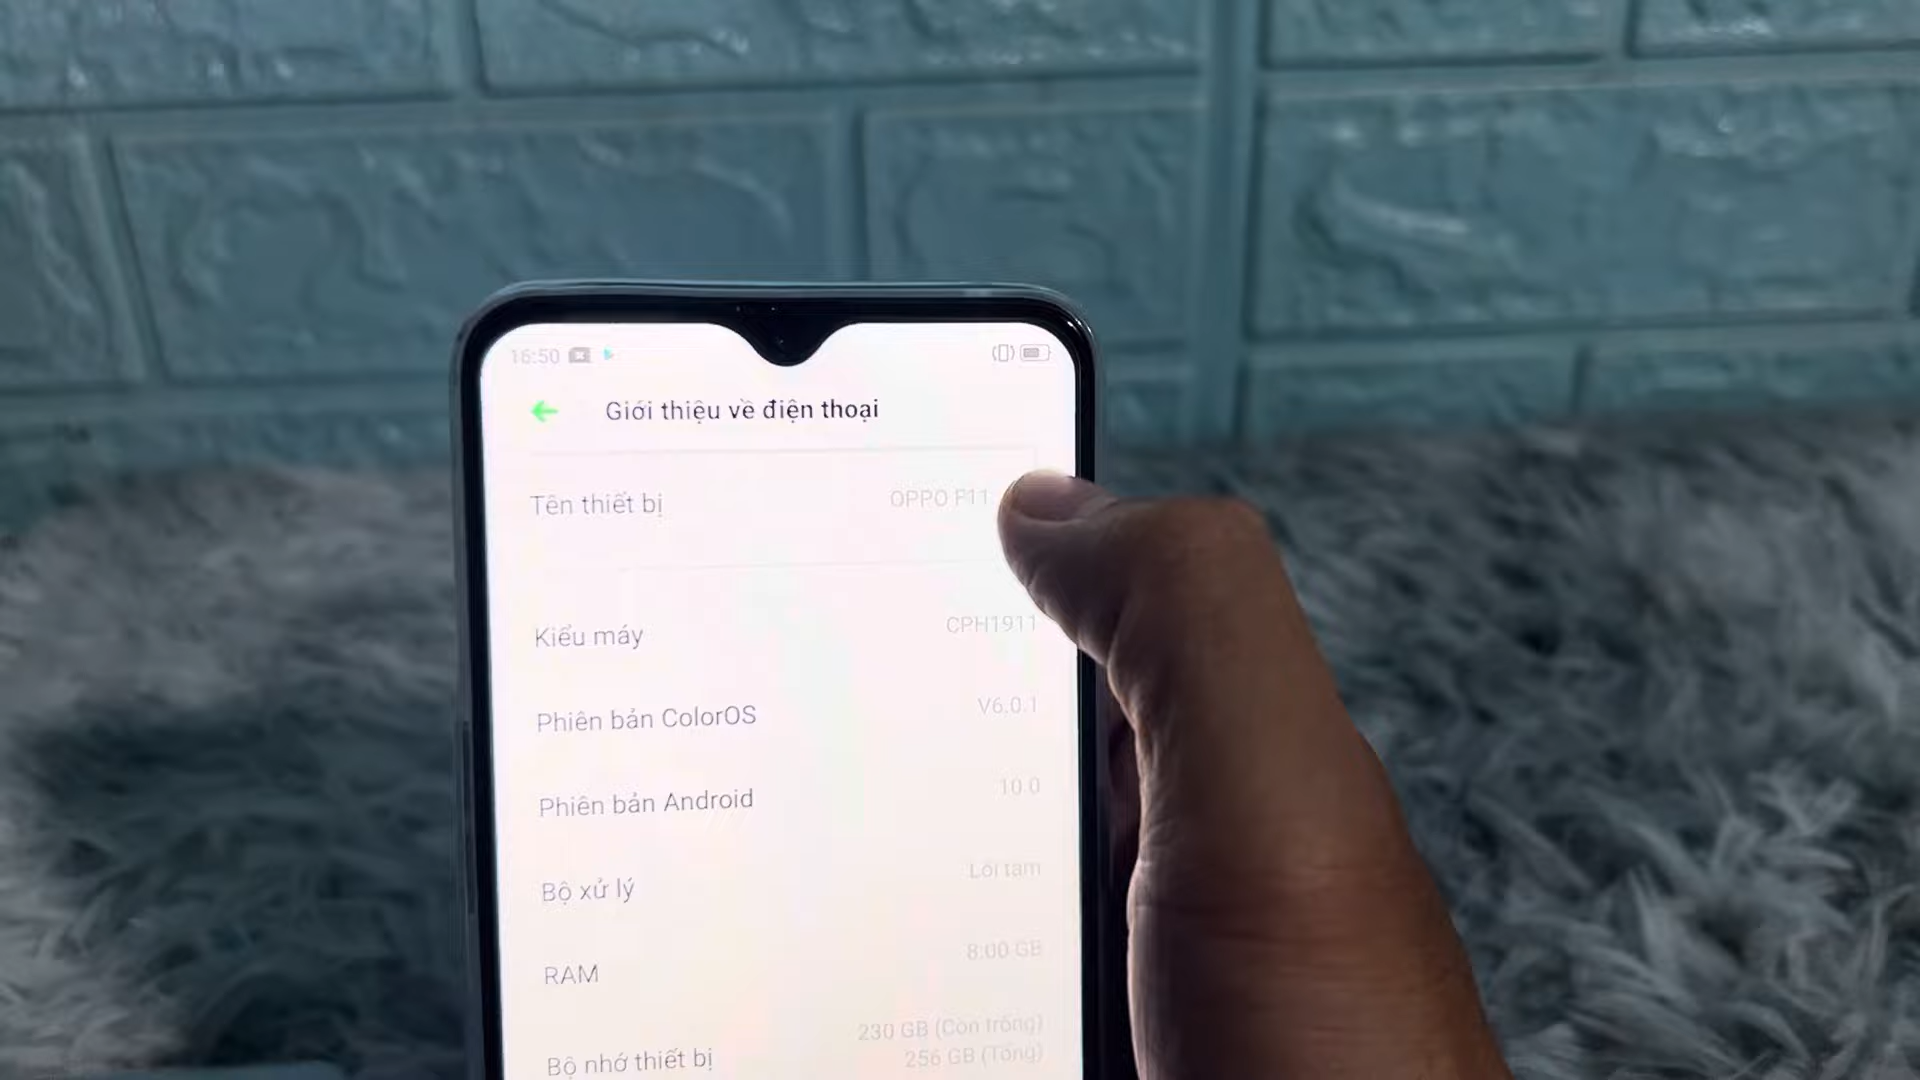 16:50
Giới thiệu về điện thoại
Tên thiết bị OPPO F11
Kiểu máy CPH1911
Phiên bản ColorOS V6.0.1
Phiên bản Android 10.0
Bộ xử lý Lõi tám
RAM 8.00 GB
Bộ nhớ thiết bị 230 GB (Còn trống)
256 GB (Tổng)